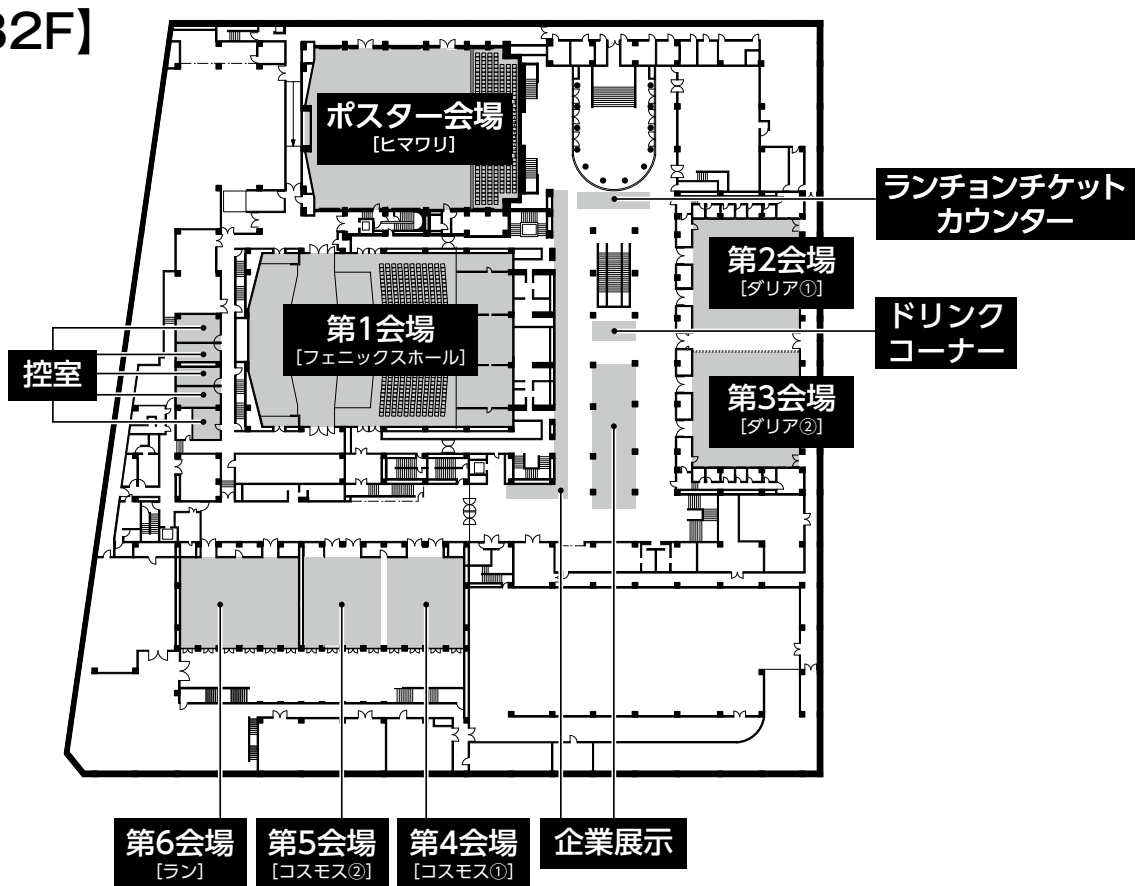 32F】
ポスター会場
[ヒマワリ]
ランチョンチケット
カウンター
第2会場
[ダリア①]
第1会場
[フェニックスホール]
ドリンク
コーナー
控室
第3会場
[ダリア②]
第6会場
[ラン]
第5会場
[コスモス②]
第4会場
[コスモス①]
企業展示